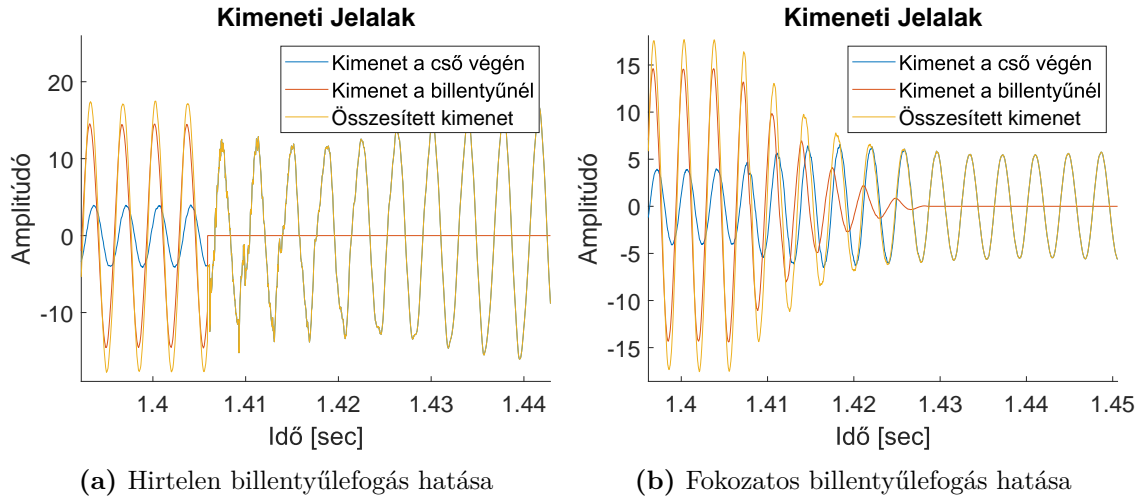 Kimeneti Jelalak
Kimenet a cső végén
Kimenet a billentyűnél
Összesített kimenet
Amplitúdó
20
10
0
-10
1.4
1.41
1.42
1.43
1.44
Idő [sec]
(a) Hirtelen billentyűlefogás hatása
Kimeneti Jelalak
Kimenet a cső végén
Kimenet a billentyűnél
Összesített kimenet
Amplitúdó
15
10
5
0
-5
-10
-15
1.4
1.41
1.42
1.43
1.44
1.45
Idő [sec]
(b) Fokozatos billentyűlefogás hatása